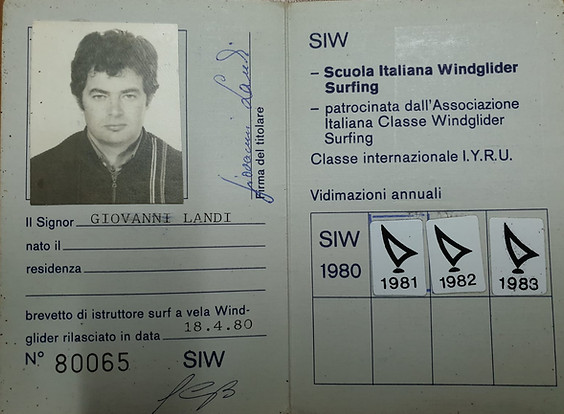 Giovanni Landi
Firma del titolare
Il Signor GIOVANNI LANDI
nato il
residenza
brevetto di istruttore surf a vela Wind-
glider rilasciato in data 18.4.80
N° 80065 SIW
SIW
– Scuola Italiana Windglider
Surfing
– patrocinata dall'Associazione
Italiana Classe Windglider
Surfing
Classe internazionale I.Y.R.U.
Vidimazioni annuali
SIW
1980
1981
1982
1983